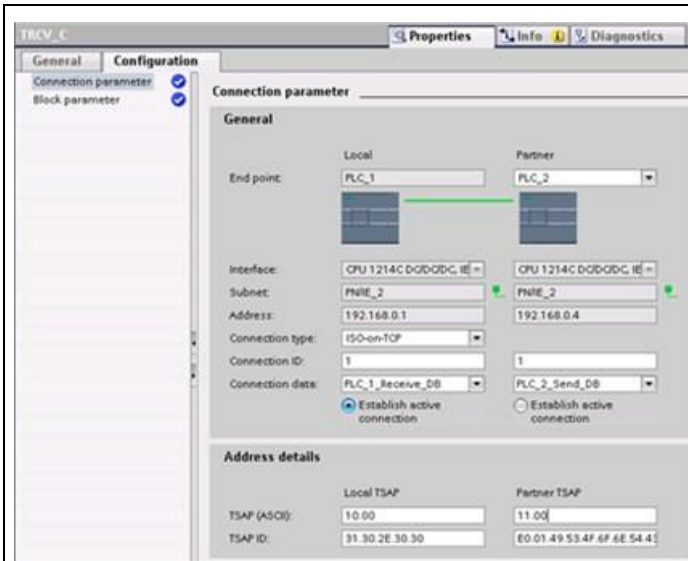 TRCV_C
Properties Info Diagnostics
General Configuration
Connection parameter
Block parameter
Connection parameter
General
Local Partner
End point: PLC_1 PLC_2
Interface: CPU 1214C DC/DC/DC, IE CPU 1214C DC/DC/DC, IE
Subnet: PN/IE_2 PN/IE_2
Address: 192.168.0.1 192.168.0.4
Connection type: ISO-on-TCP
Connection ID: 1 1
Connection data: PLC_1_Receive_DB PLC_2_Send_DB
Establish active Establish active
connection connection
Address details
Local TSAP Partner TSAP
TSAP (ASCII): 10.00 11.00
TSAP ID: 31.30.2E.30.30 E0.01.49.53.4F.6F.6E.54.43